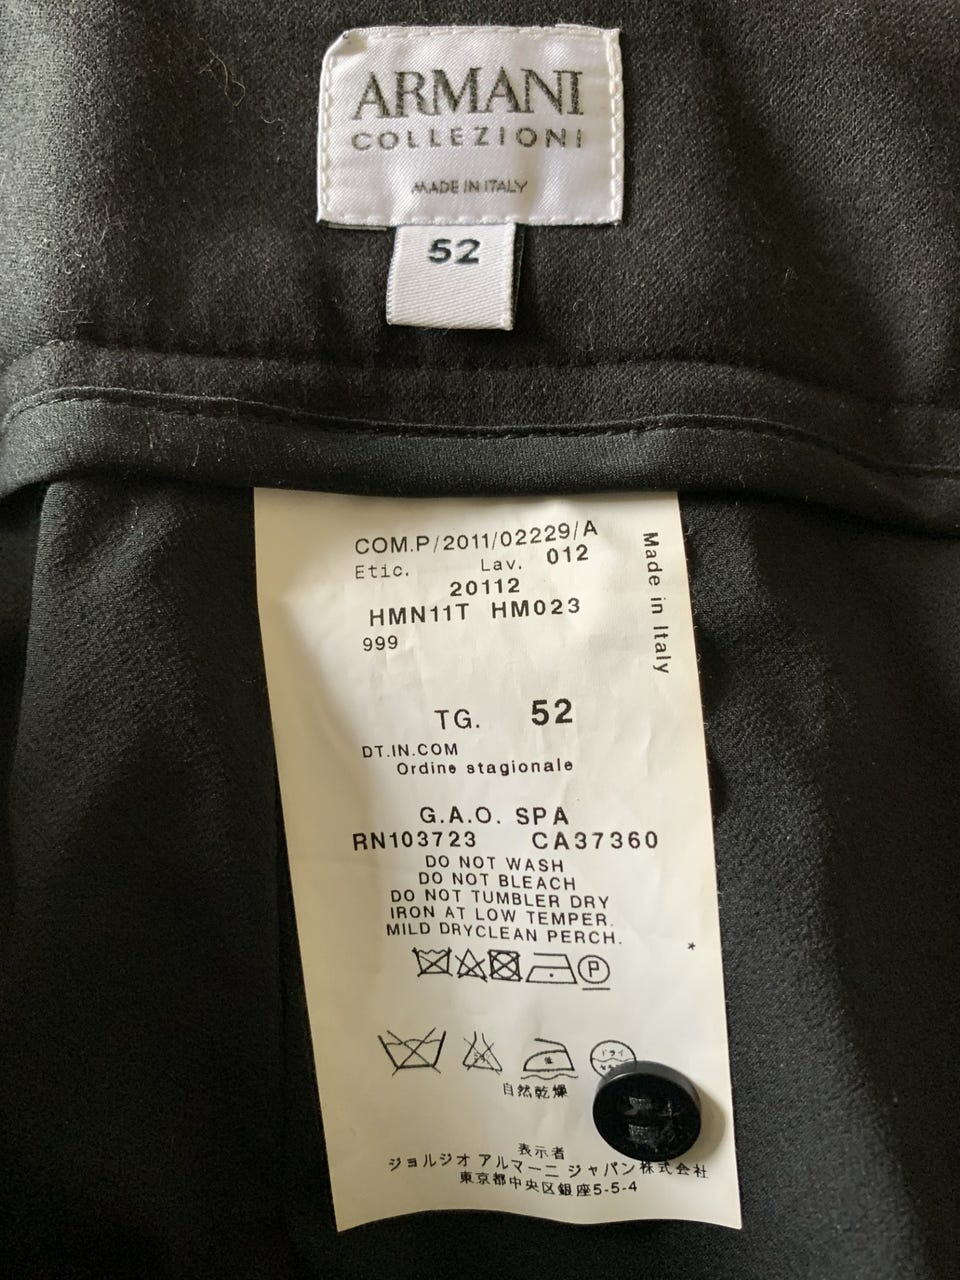 ARMANI
COLLEZIONI
MADE IN ITALY
52
COM.P/2011/02229/A
Etic. Lav. 012
20112
HMN11T HM023
999
Made in Italy
TG. 52
DT.IN.COM
Ordine stagionale
G.A.O. SPA
RN103723 CA37360
DO NOT WASH
DO NOT BLEACH
DO NOT TUMBLER DRY
IRON AT LOW TEMPER.
MILD DRYCLEAN PERCH.
*
P
低
ドライ
自然乾燥
表示者
ジョルジオ アルマーニ ジャパン株式会社
東京都中央区銀座5-5-4